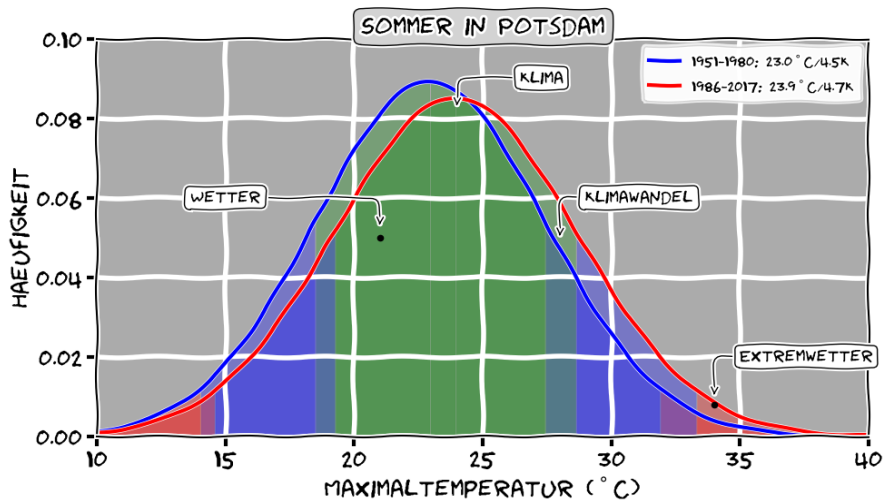 SOMMER IN POTSDAM
0.10
0.08
0.06
0.04
0.02
0.00
HAEUFIGKEIT
1951-1980: 23.0°C/4.5K
1986-2017: 23.9°C/4.7K
KLIMA
WETTER
KLIMAWANDEL
EXTREMWETTER
10 15 20 25 30 35 40
MAXIMALTEMPERATUR (°C)